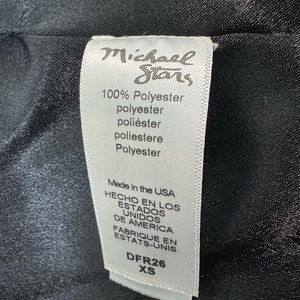 Michael
Stars
100% Polyester
polyester
poliéster
poliestere
Polyester
Made in the USA
HECHO EN LOS
ESTADOS
UNIDOS
DE AMERICA
FABRIQUE EN
ESTATS-UNIS
DFR26
XS